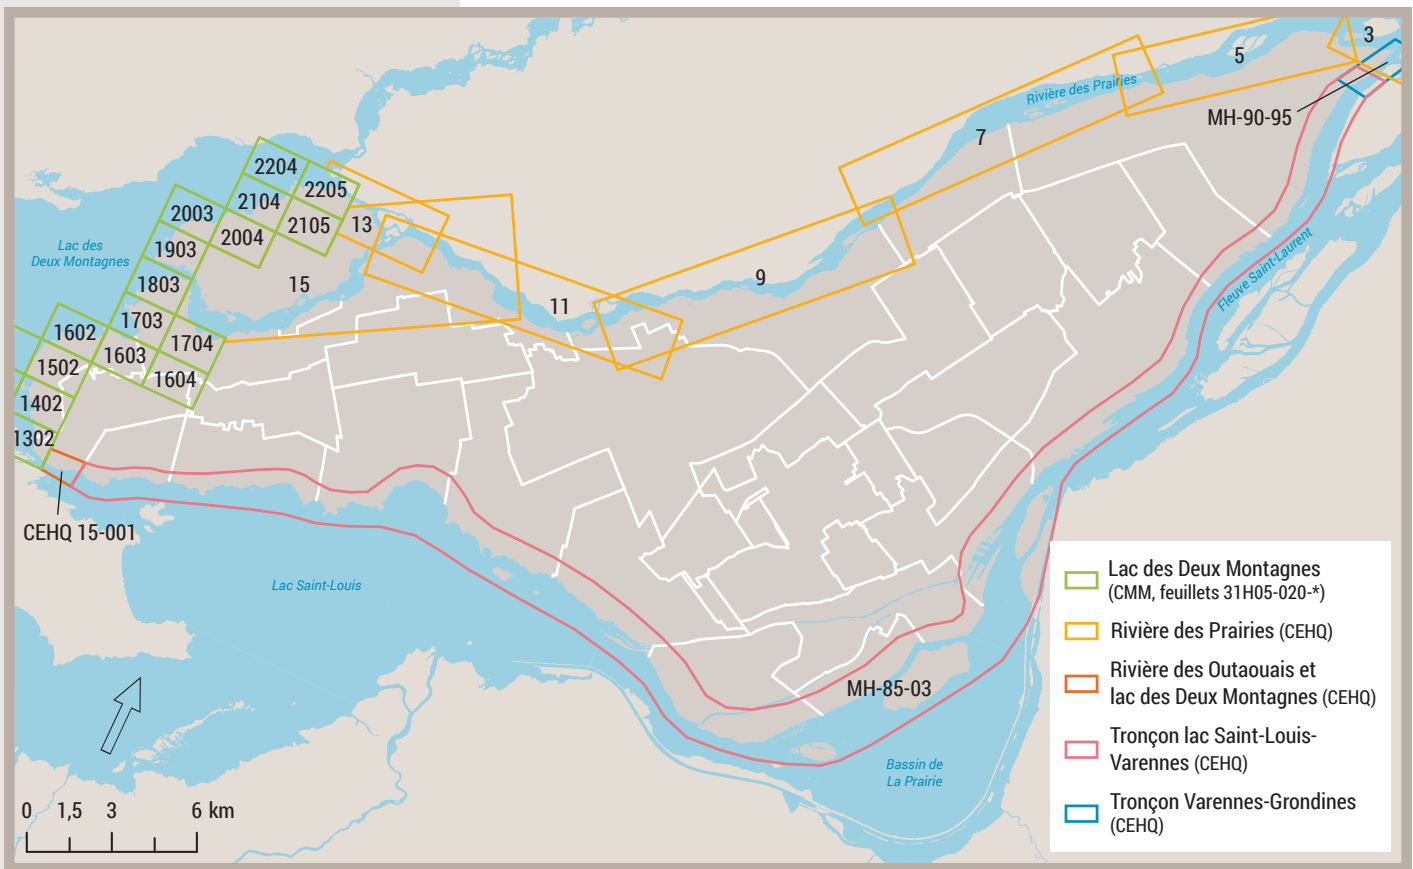 3
5
Rivière des Prairies
MH-90-95
7
2204
2205
2104
2003
2105
13
2004
1903
Lac des
Deux Montagnes
Fleuve Saint-Laurent
9
1803
15
11
1703
1602
1704
1603
1502
1604
1402
1302
CEHQ 15-001
Lac Saint-Louis
MH-85-03
Bassin de
La Prairie
0 1,5 3 6 km
Lac des Deux Montagnes
(CMM, feuillets 31H05-020-*)
Rivière des Prairies (CEHQ)
Rivière des Outaouais et
lac des Deux Montagnes (CEHQ)
Tronçon lac Saint-Louis-
Varennes (CEHQ)
Tronçon Varennes-Grondines
(CEHQ)